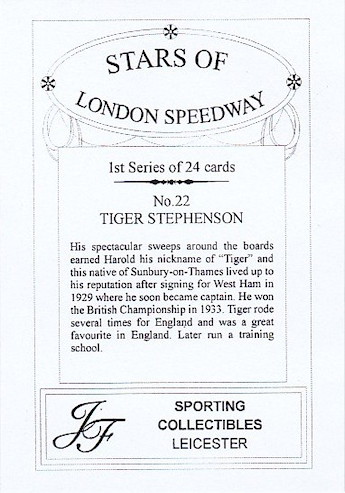 STARS OF
LONDON SPEEDWAY
1st Series of 24 cards
No.22
TIGER STEPHENSON
His spectacular sweeps around the boards
earned Harold his nickname of "Tiger" and
this native of Sunbury-on-Thames lived up to
his reputation after signing for West Ham in
1929 where he soon became captain. He won
the British Championship in 1933. Tiger rode
several times for England and was a great
favourite in England. Later run a training
school.
JF
SPORTING
COLLECTIBLES
LEICESTER